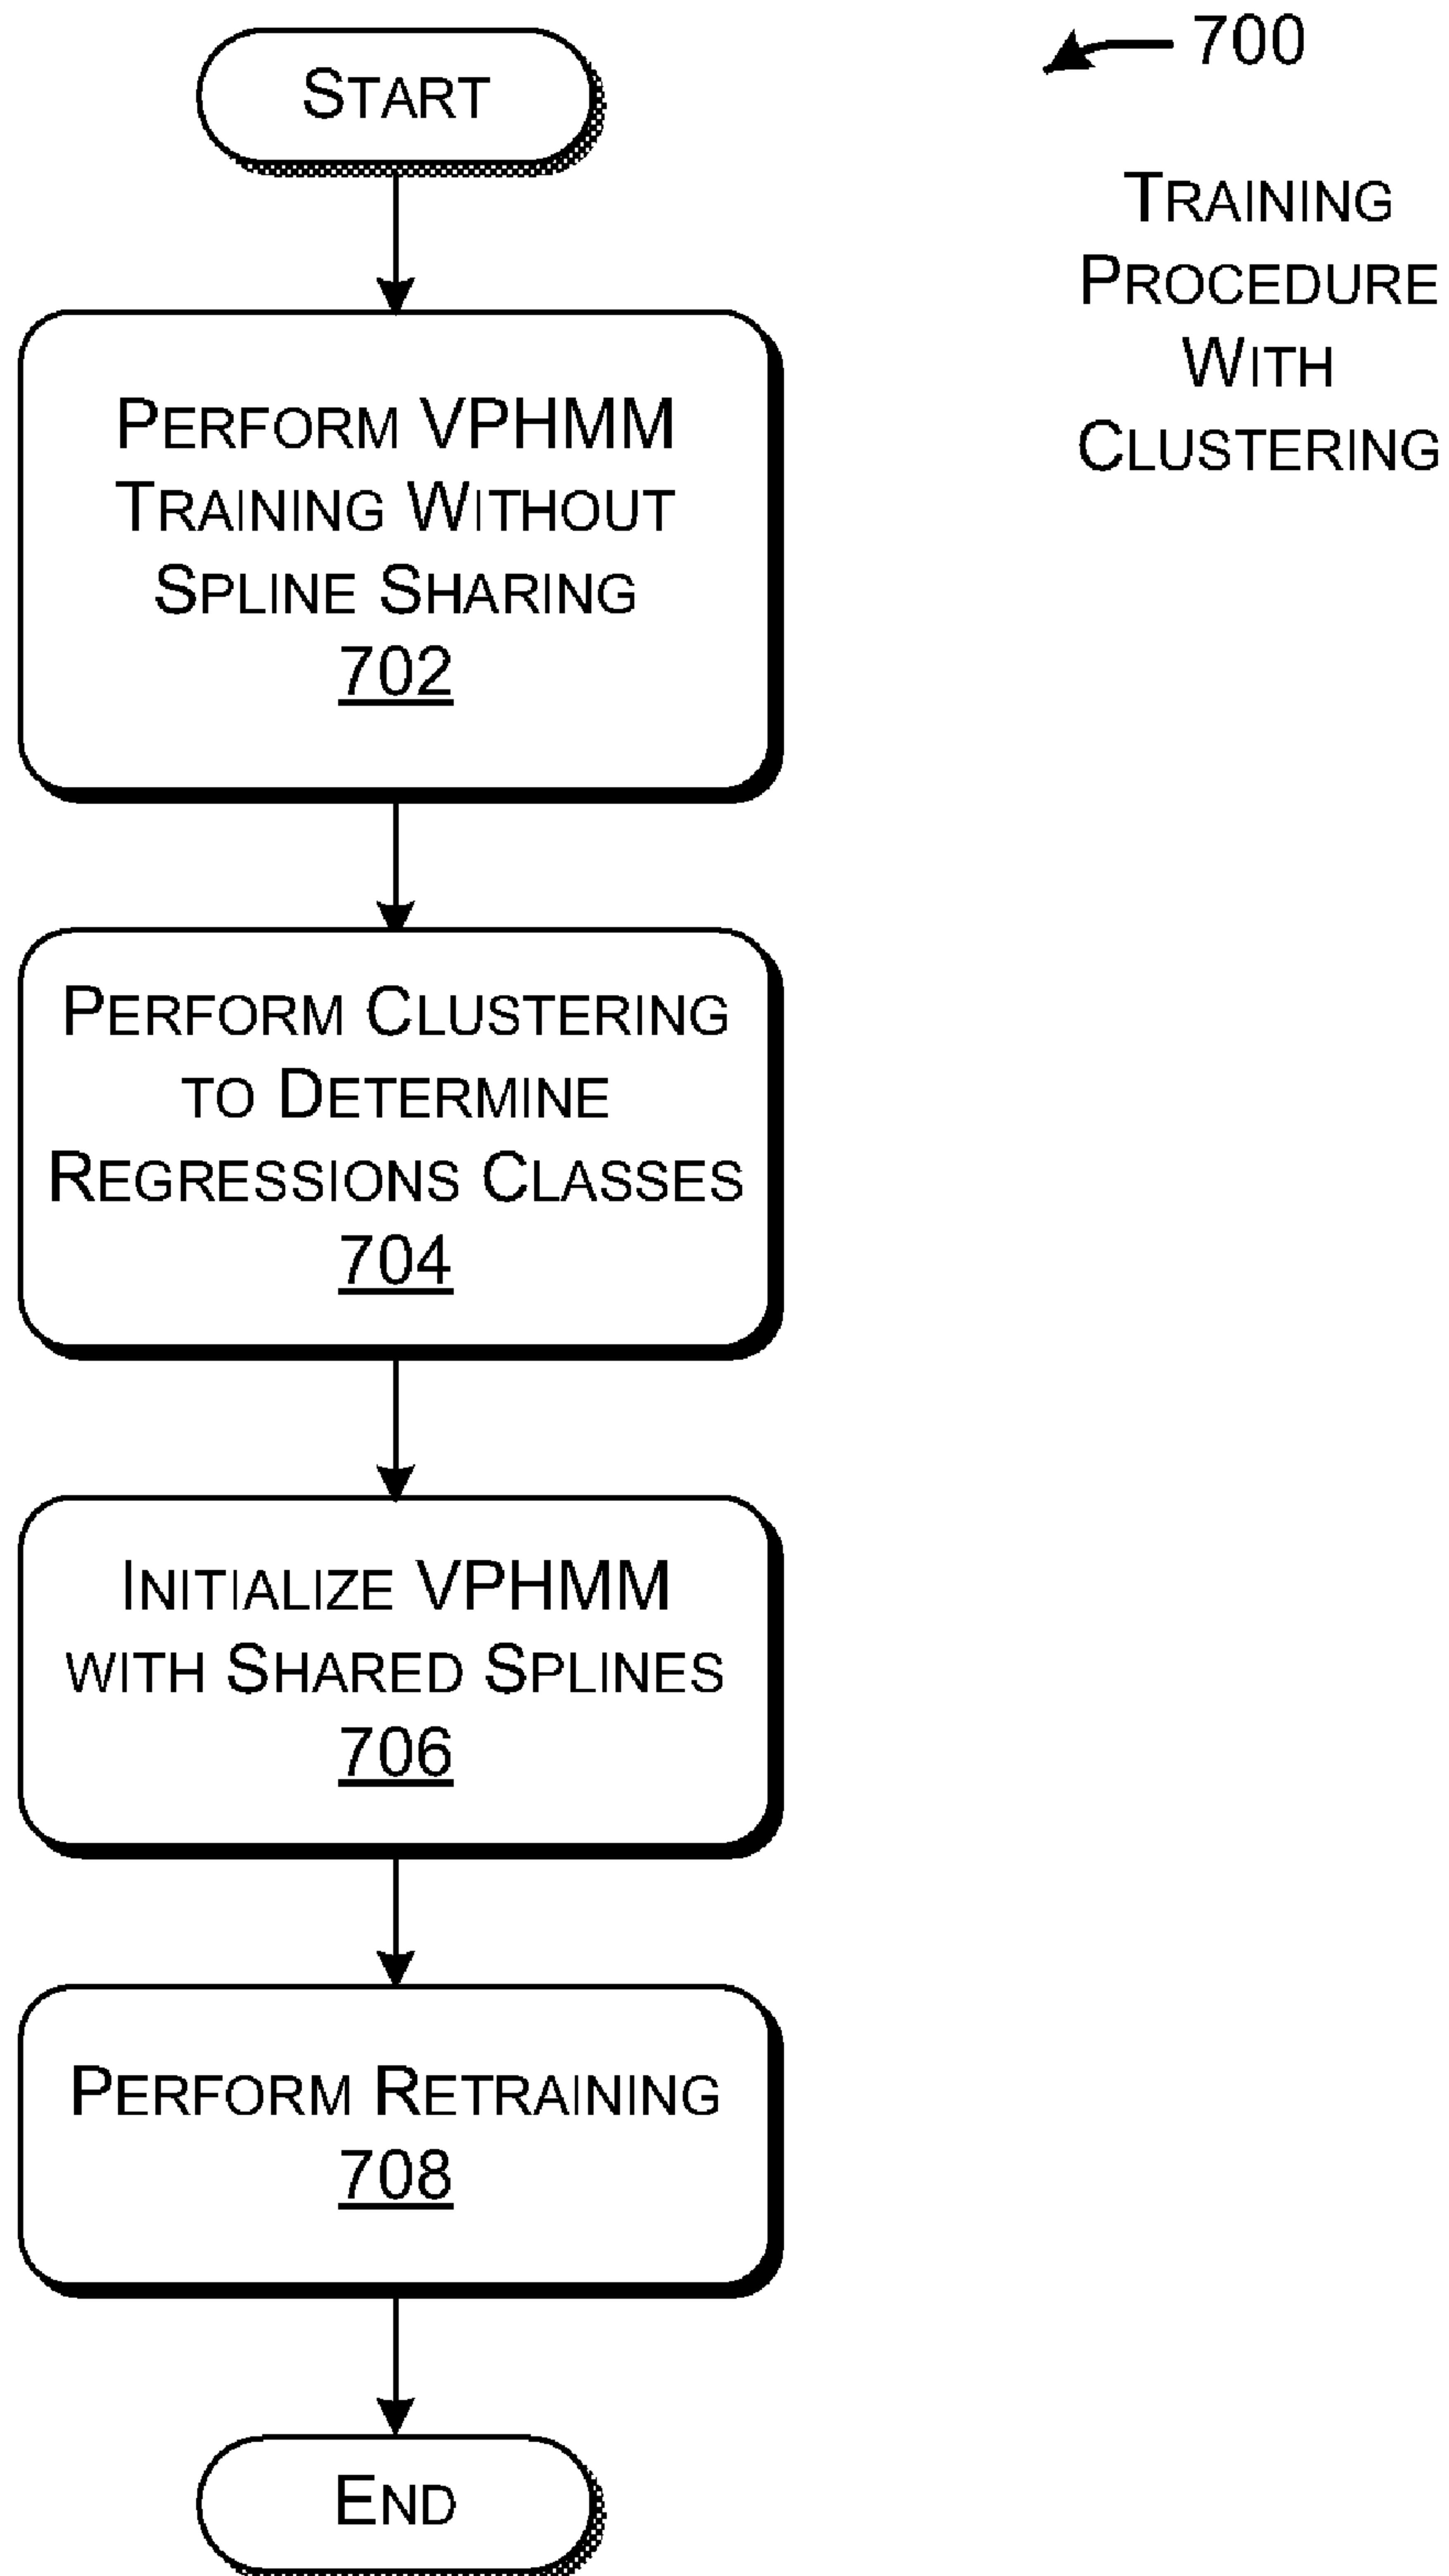 START
700
TRAINING
PROCEDURE
WITH
CLUSTERING
PERFORM VPHMM
TRAINING WITHOUT
SPLINE SHARING
702
PERFORM CLUSTERING
TO DETERMINE
REGRESSIONS CLASSES
704
INITIALIZE VPHMM
WITH SHARED SPLINES
706
PERFORM RETRAINING
708
END